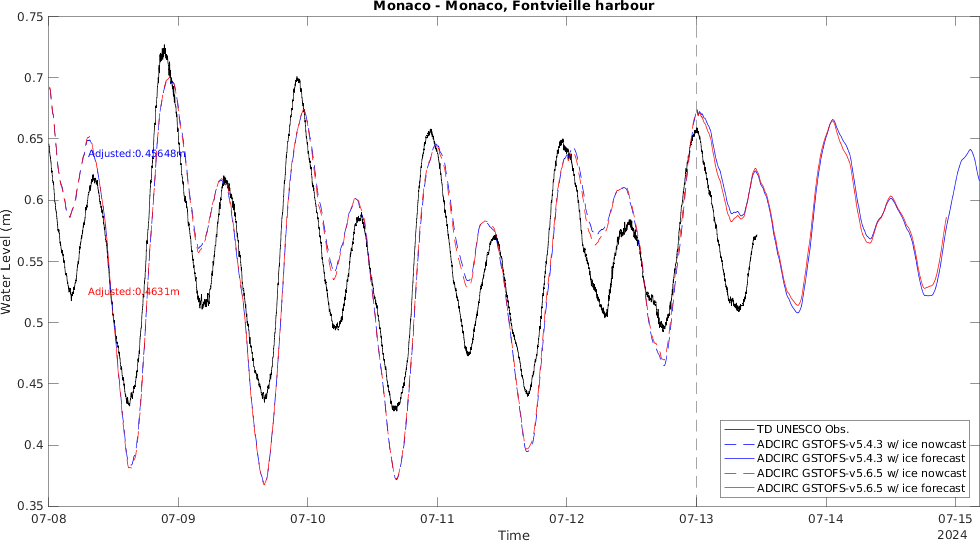 Monaco - Monaco, Fontvieille harbour
0.75
0.7
0.65
0.6
0.55
0.5
0.45
0.4
0.35
Water Level (m)
Adjusted:0.45648m
Adjusted:0.4631m
TD UNESCO Obs.
ADCIRC GSTOFS-v5.4.3 w/ ice nowcast
ADCIRC GSTOFS-v5.4.3 w/ ice forecast
ADCIRC GSTOFS-v5.6.5 w/ ice nowcast
ADCIRC GSTOFS-v5.6.5 w/ ice forecast
07-08 07-09 07-10 07-11 07-12 07-13 07-14 07-15
Time
2024